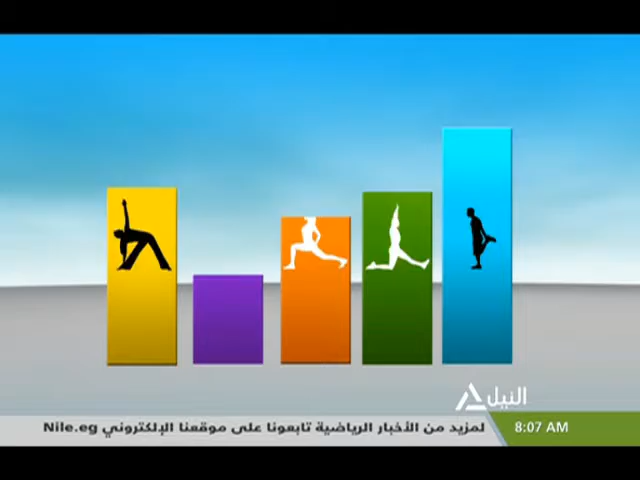 النيل
لمزيد من الأخبار الرياضية تابعونا على موقعنا الإلكتروني Nile.eg
8:07 AM